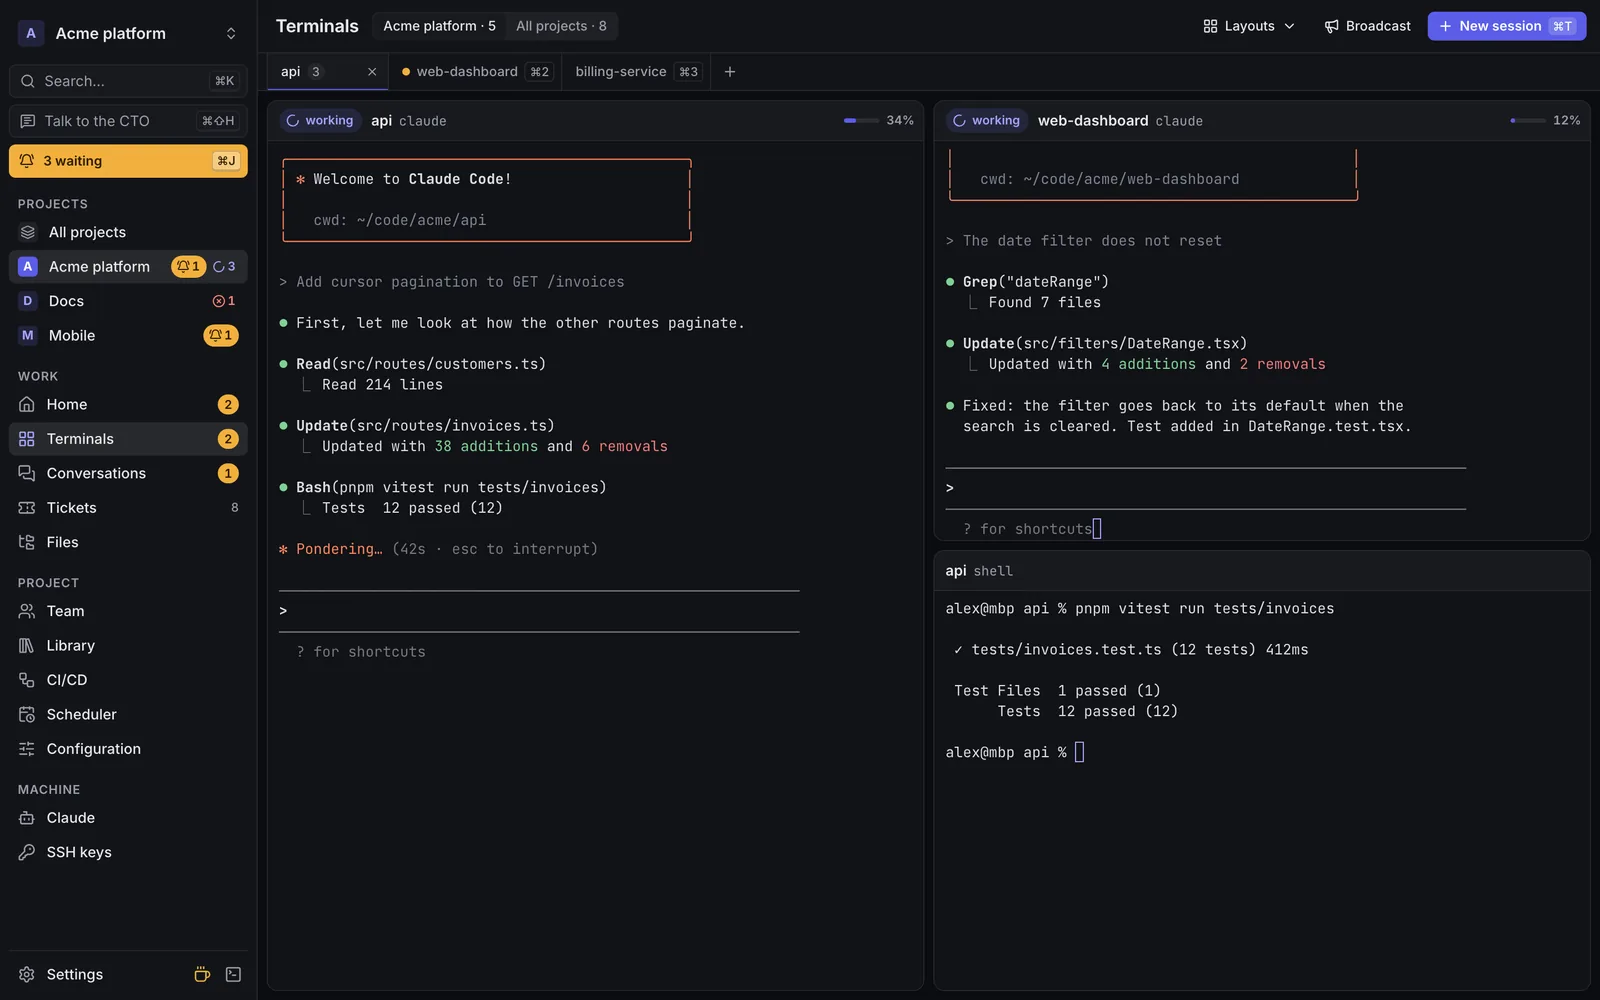 A Acme platform
Search... ⌘K
Talk to the CTO ⌘⇧H
3 waiting ⌘J
PROJECTS
All projects
A Acme platform 1 3
D Docs 1
M Mobile 1
WORK
Home 2
Terminals 2
Conversations 1
Tickets 8
Files
PROJECT
Team
Library
CI/CD
Scheduler
Configuration
MACHINE
Claude
SSH keys
Settings
Terminals Acme platform · 5 All projects · 8
Layouts Broadcast + New session ⌘T
api 3 × web-dashboard ⌘2 billing-service ⌘3 +
working api claude 34%
* Welcome to Claude Code!
cwd: ~/code/acme/api
> Add cursor pagination to GET /invoices
● First, let me look at how the other routes paginate.
● Read(src/routes/customers.ts)
⎿ Read 214 lines
● Update(src/routes/invoices.ts)
⎿ Updated with 38 additions and 6 removals
● Bash(pnpm vitest run tests/invoices)
⎿ Tests 12 passed (12)
* Pondering… (42s · esc to interrupt)
>
? for shortcuts
working web-dashboard claude 12%
cwd: ~/code/acme/web-dashboard
> The date filter does not reset
● Grep("dateRange")
⎿ Found 7 files
● Update(src/filters/DateRange.tsx)
⎿ Updated with 4 additions and 2 removals
● Fixed: the filter goes back to its default when the
search is cleared. Test added in DateRange.test.tsx.
>
? for shortcuts
api shell
alex@mbp api % pnpm vitest run tests/invoices
✓ tests/invoices.test.ts (12 tests) 412ms
Test Files 1 passed (1)
Tests 12 passed (12)
alex@mbp api %